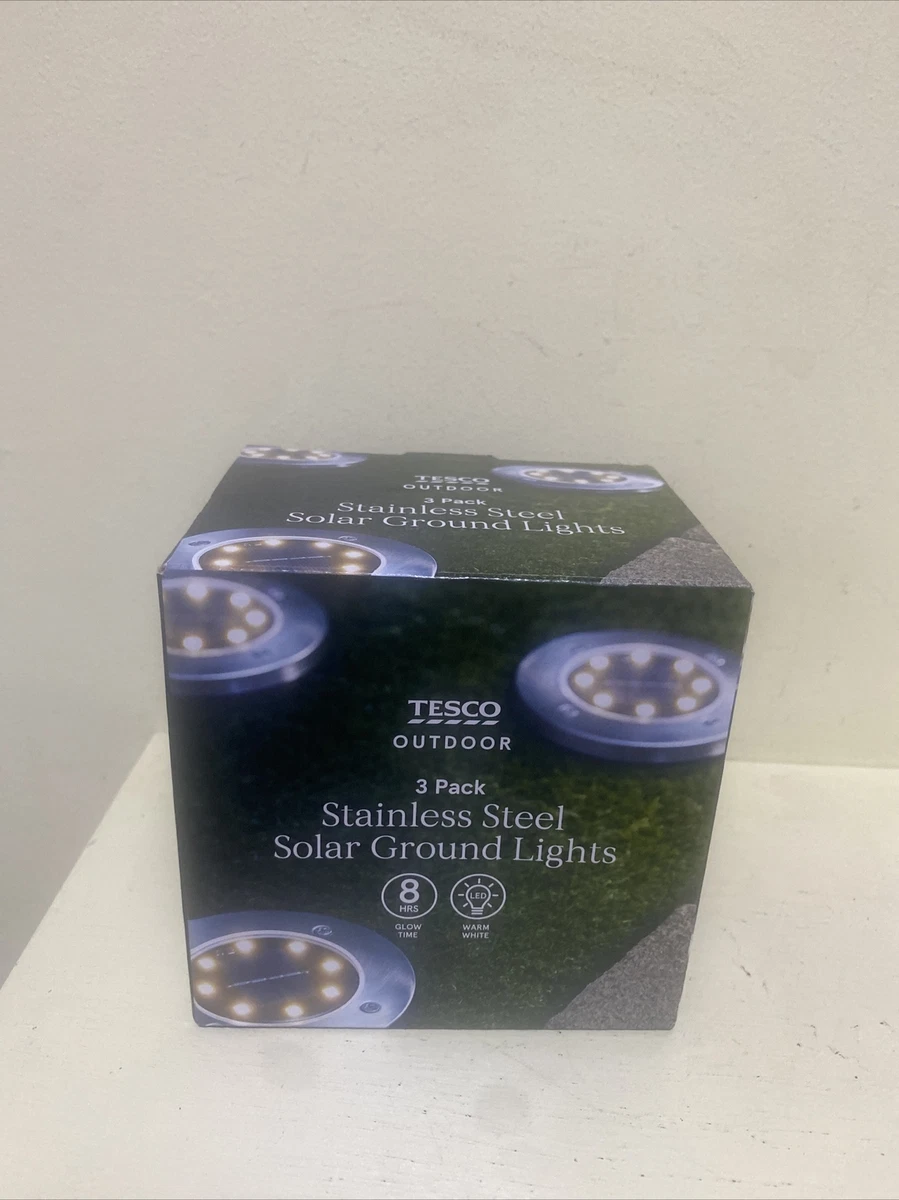 TESCO
OUTDOOR
3 Pack
Stainless Steel
Solar Ground Lights
TESCO
OUTDOOR
3 Pack
Stainless Steel
Solar Ground Lights
8
HRS
GLOW
TIME
LED
WARM
WHITE